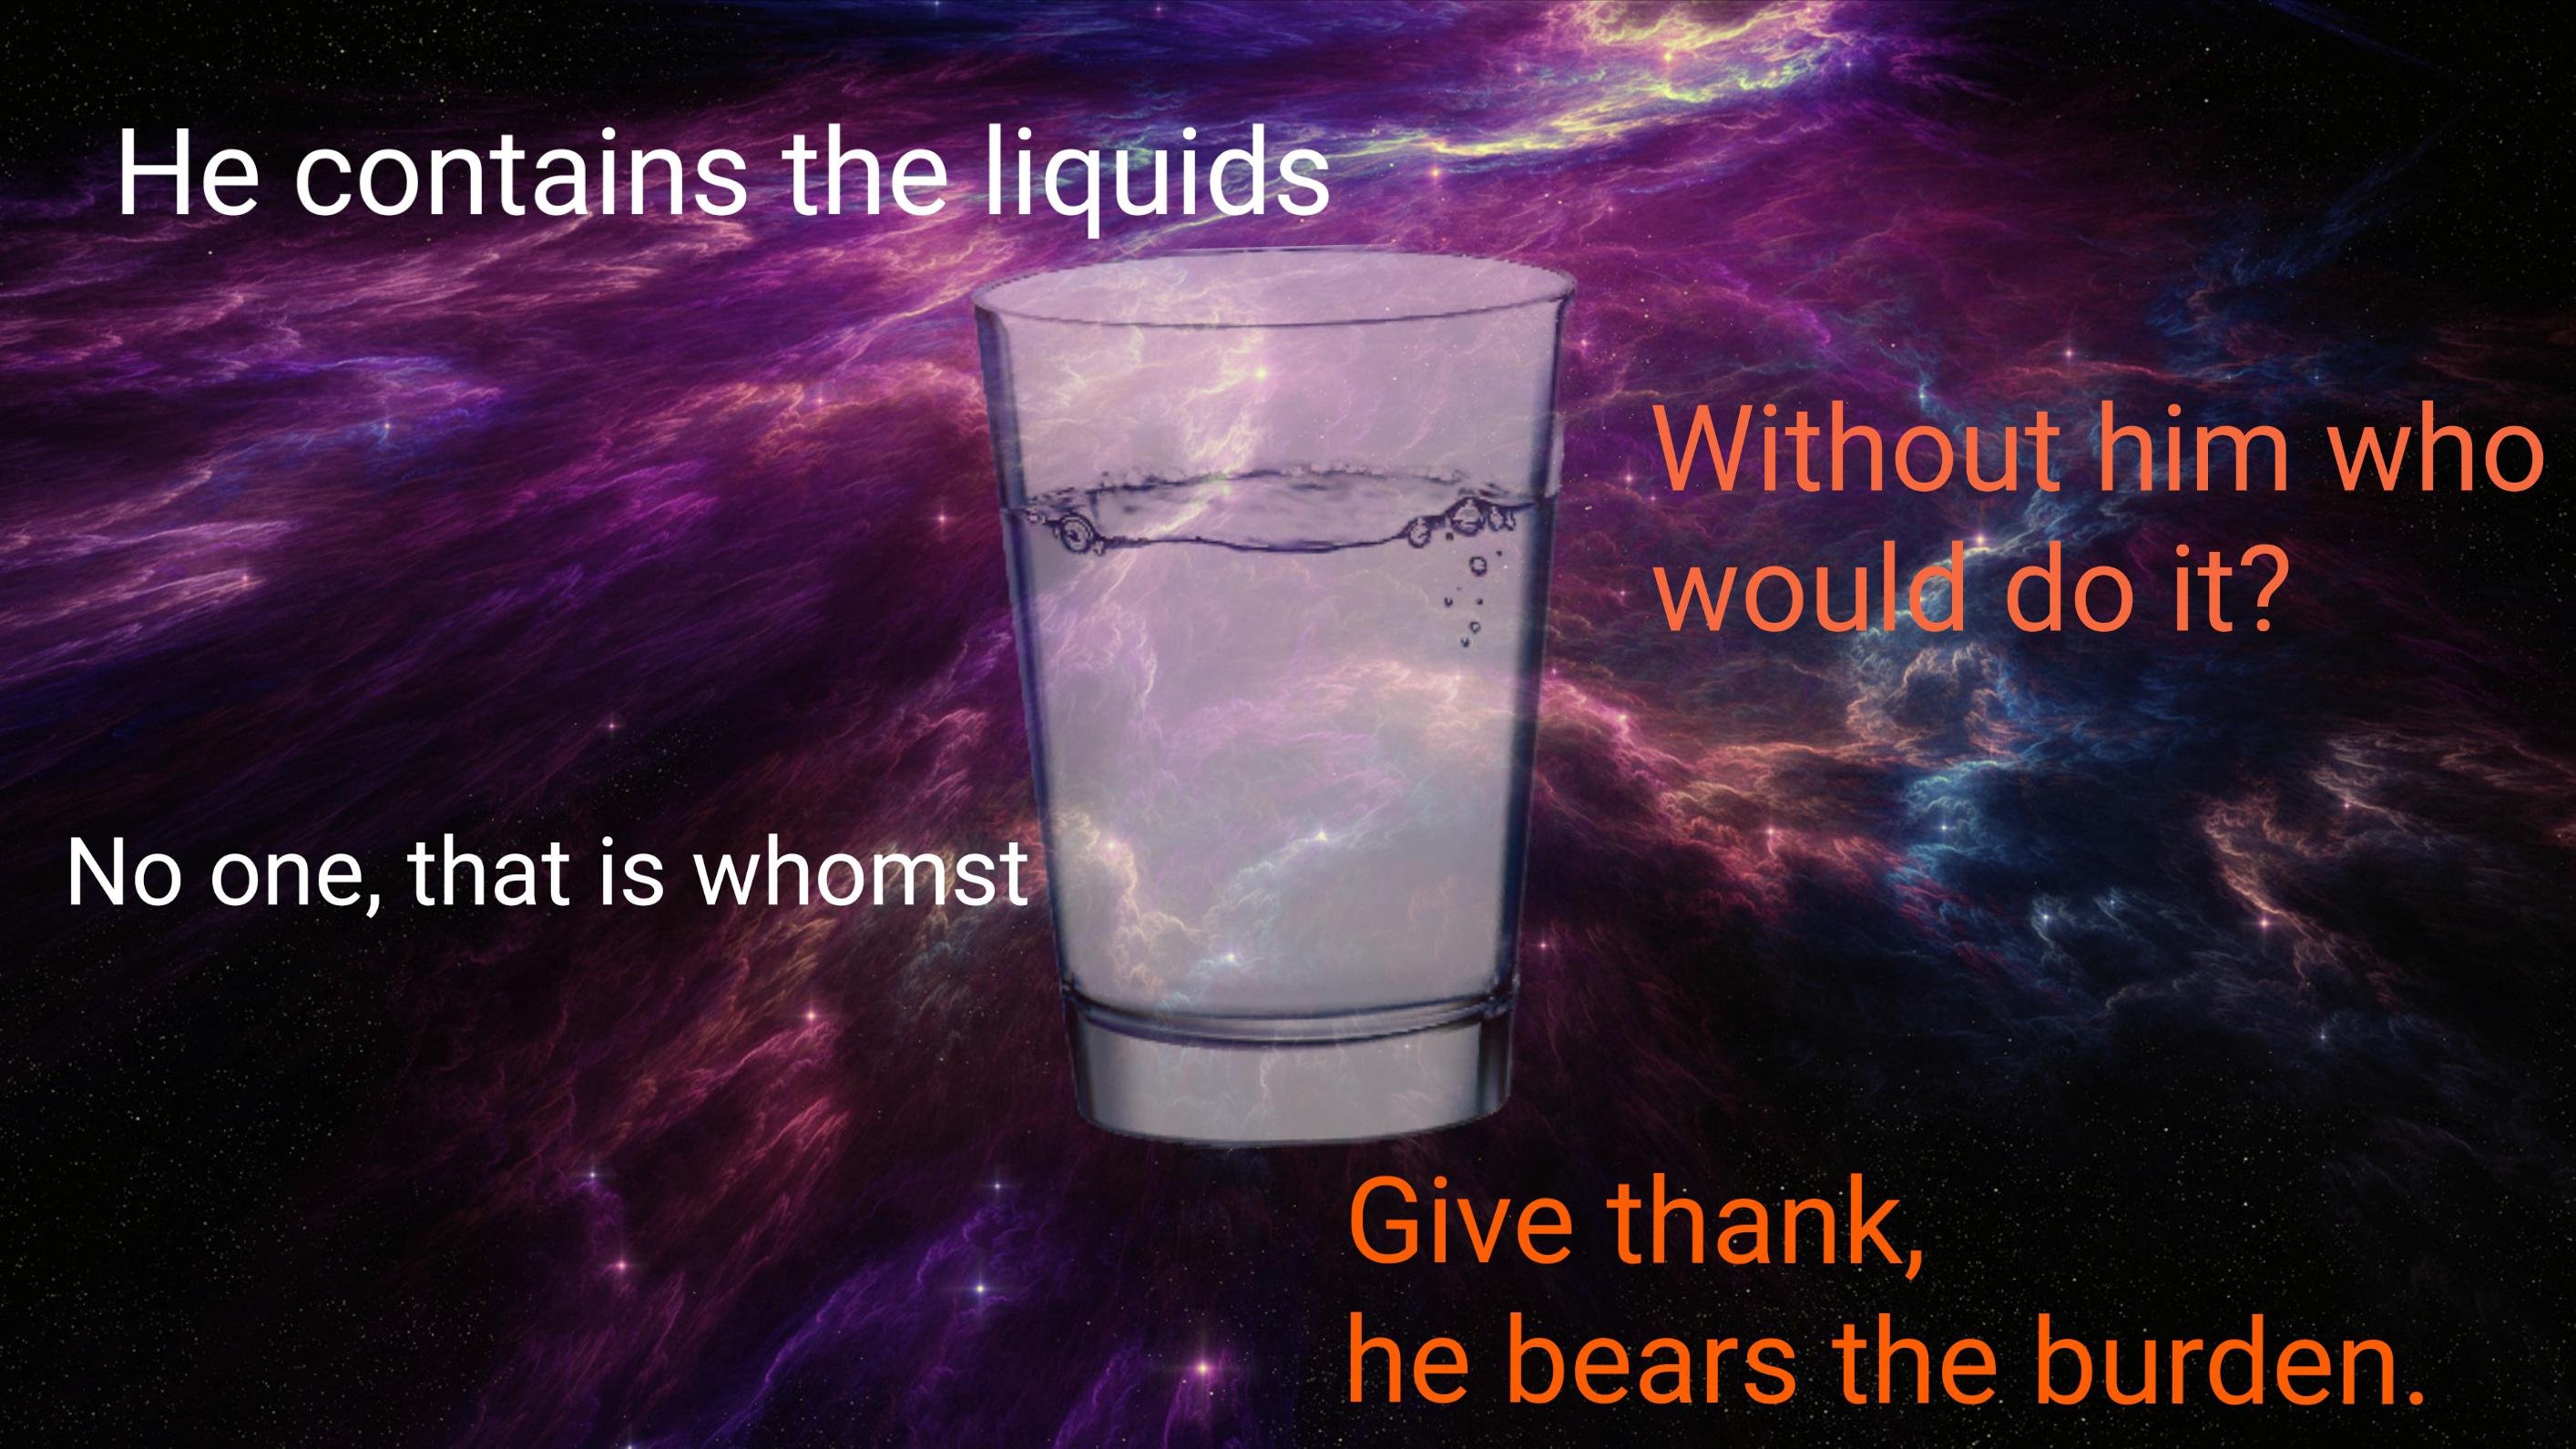 He contains the liquids
Without him who
would do it?
No one, that is whomst
Give thank,
he bears the burden.